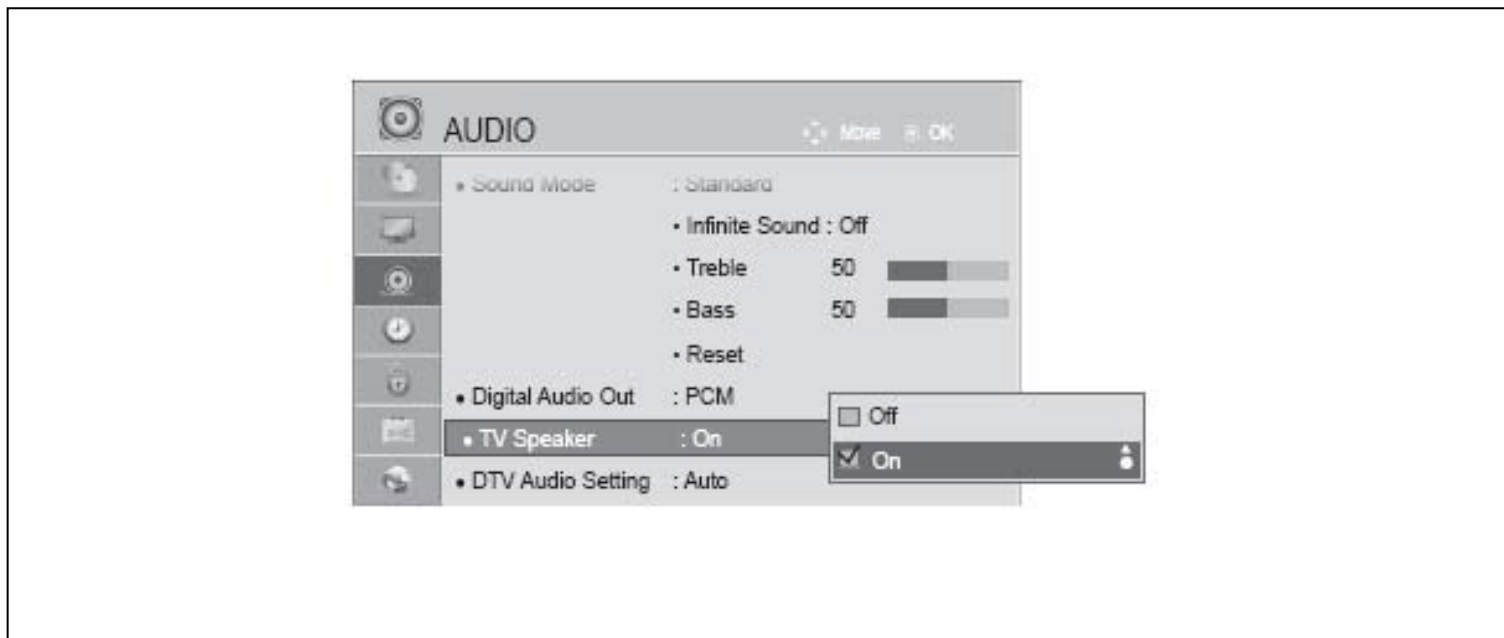 AUDIO
Move OK
• Sound Mode : Standard
• Infinite Sound : Off
• Treble 50
• Bass 50
• Reset
• Digital Audio Out : PCM
Off
• TV Speaker : On
On
• DTV Audio Setting : Auto